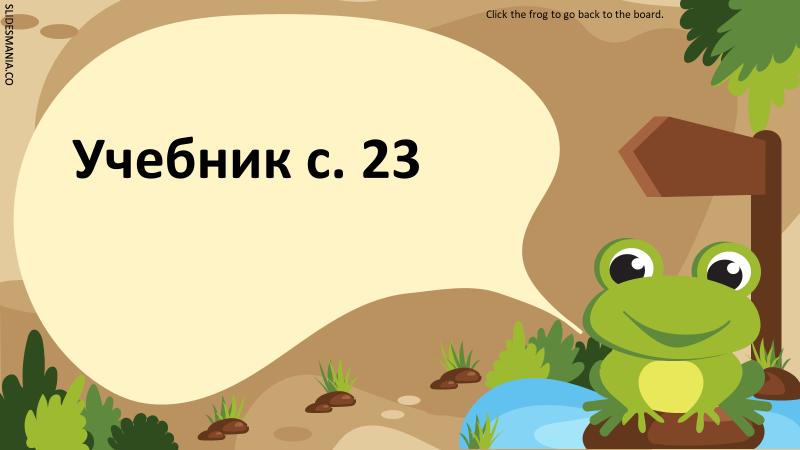 SLIDESMANIA.CO
Click the frog to go back to the board.
Учебник с. 23